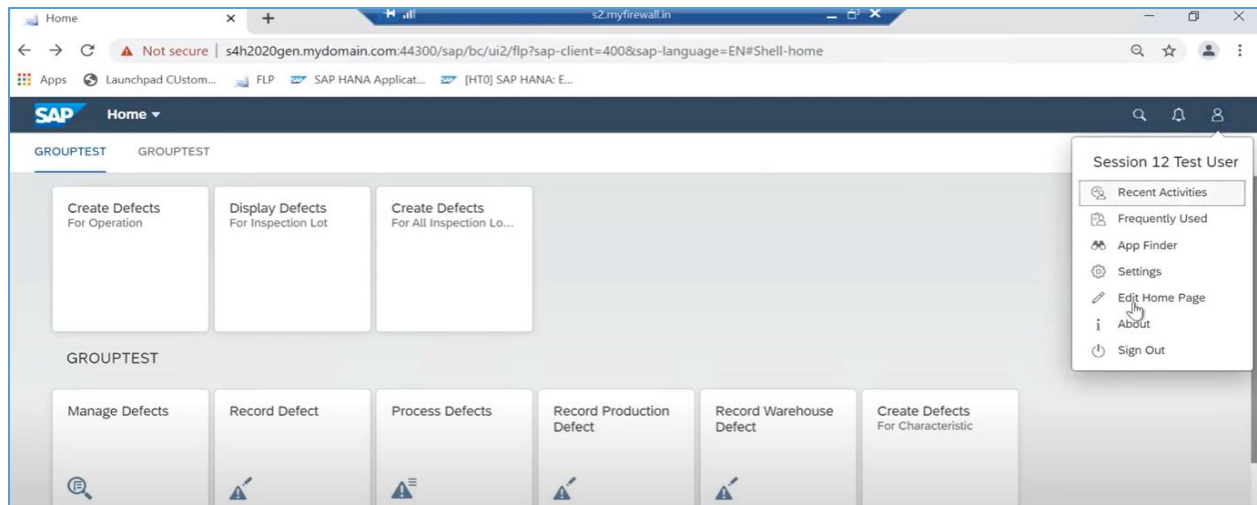 Home
s2.myfirewall.in
Not secure | s4h2020gen.mydomain.com:44300/sap/bc/ui2/flp?sap-client=400&sap-language=EN#Shell-home
Apps Launchpad CUstom... FLP SAP HANA Applicat... [HT0] SAP HANA: E...
SAP Home
GROUPTEST GROUPTEST
Session 12 Test User
Recent Activities
Frequently Used
App Finder
Settings
Edit Home Page
About
Sign Out
Create Defects
For Operation
Display Defects
For Inspection Lot
Create Defects
For All Inspection Lo...
GROUPTEST
Manage Defects
Record Defect
Process Defects
Record Production
Defect
Record Warehouse
Defect
Create Defects
For Characteristic